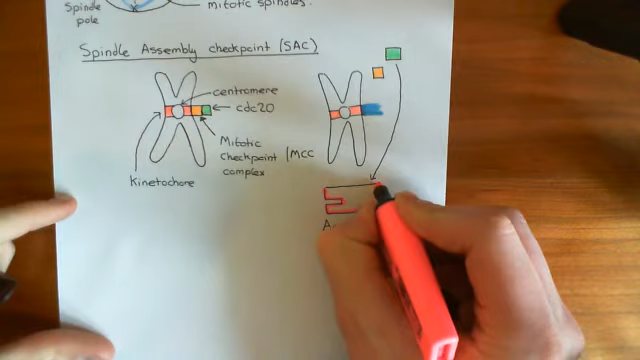 Spindle
pole
mitotic spindles.
Spindle Assembly checkpoint (SAC)
centromere
cdc20
Mitotic
checkpoint / MCC
complex
Kinetochore
A